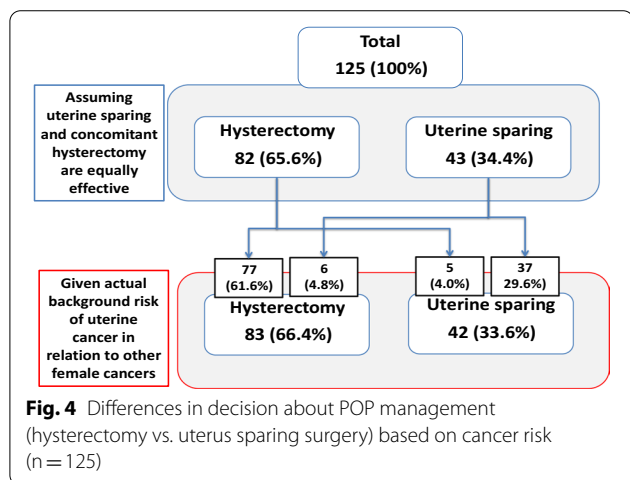 Total
125 (100%)
Assuming
uterine sparing
and concomitant
hysterectomy
are equally
effective
Hysterectomy
82 (65.6%)
Uterine sparing
43 (34.4%)
77
(61.6%)
6
(4.8%)
5
(4.0%)
37
29.6%)
Given actual
background risk
of uterine
cancer in
relation to other
female cancers
Hysterectomy
83 (66.4%)
Uterine sparing
42 (33.6%)
Fig. 4 Differences in decision about POP management
(hysterectomy vs. uterus sparing surgery) based on cancer risk
(n = 125)